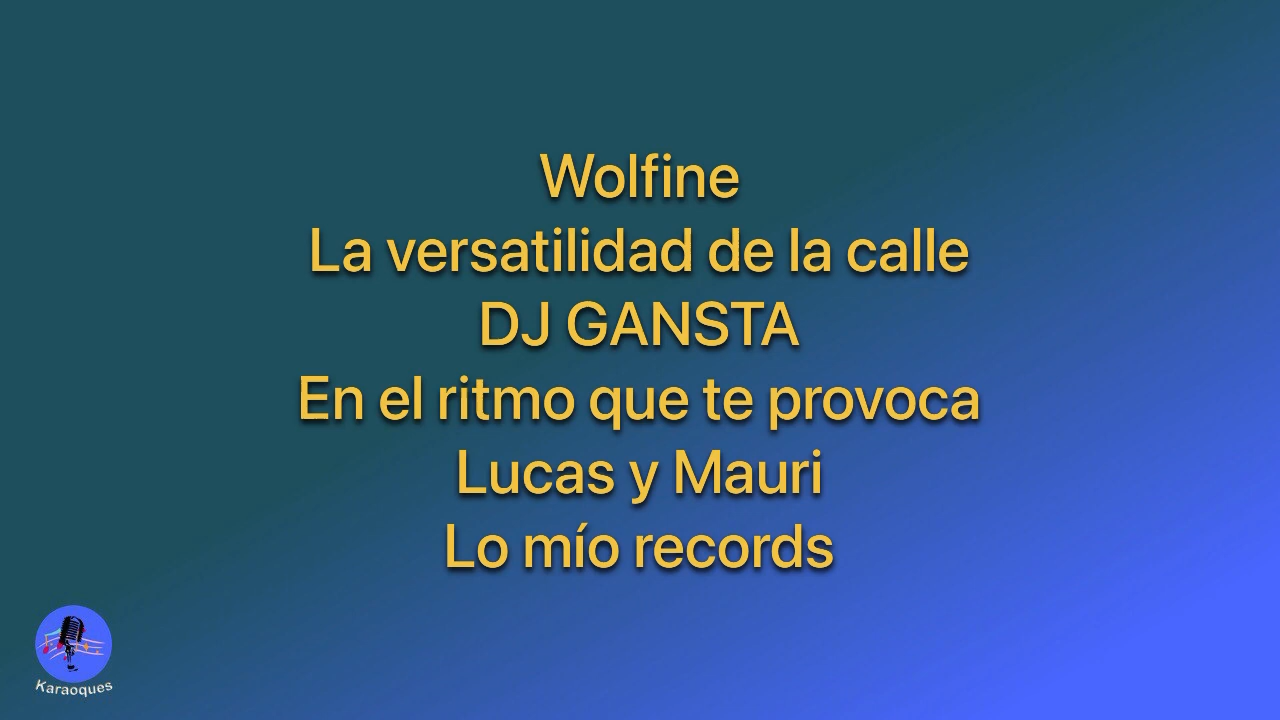 Wolfine
La versatilidad de la calle
DJ GANSTA
En el ritmo que te provoca
Lucas y Mauri
Lo mío records
Karaoques